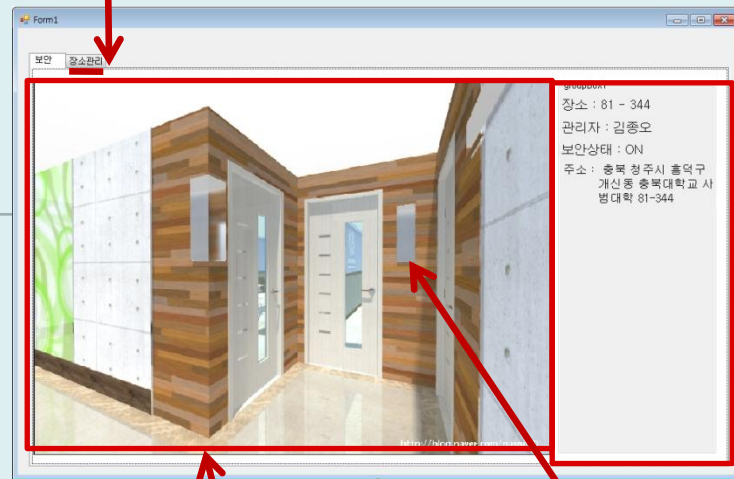 Form1
보안 장소관리
groupBox1
장소 : 81 - 344
관리자 : 김종오
보안상태 : ON
주소 : 충북 청주시 흥덕구
개신동 충북대학교 사
범대학 81-344